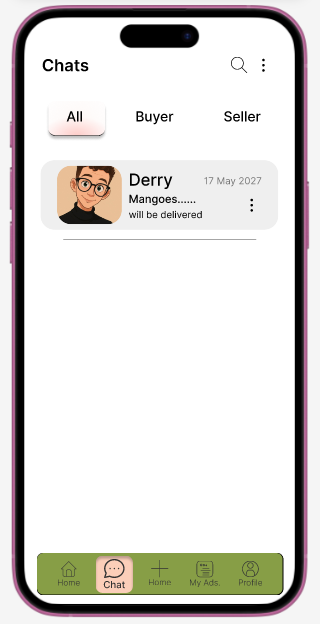 Chats
All Buyer Seller
Derry 17 May 2027
Mangoes......
will be delivered
Home Chat Home My Ads. Profile